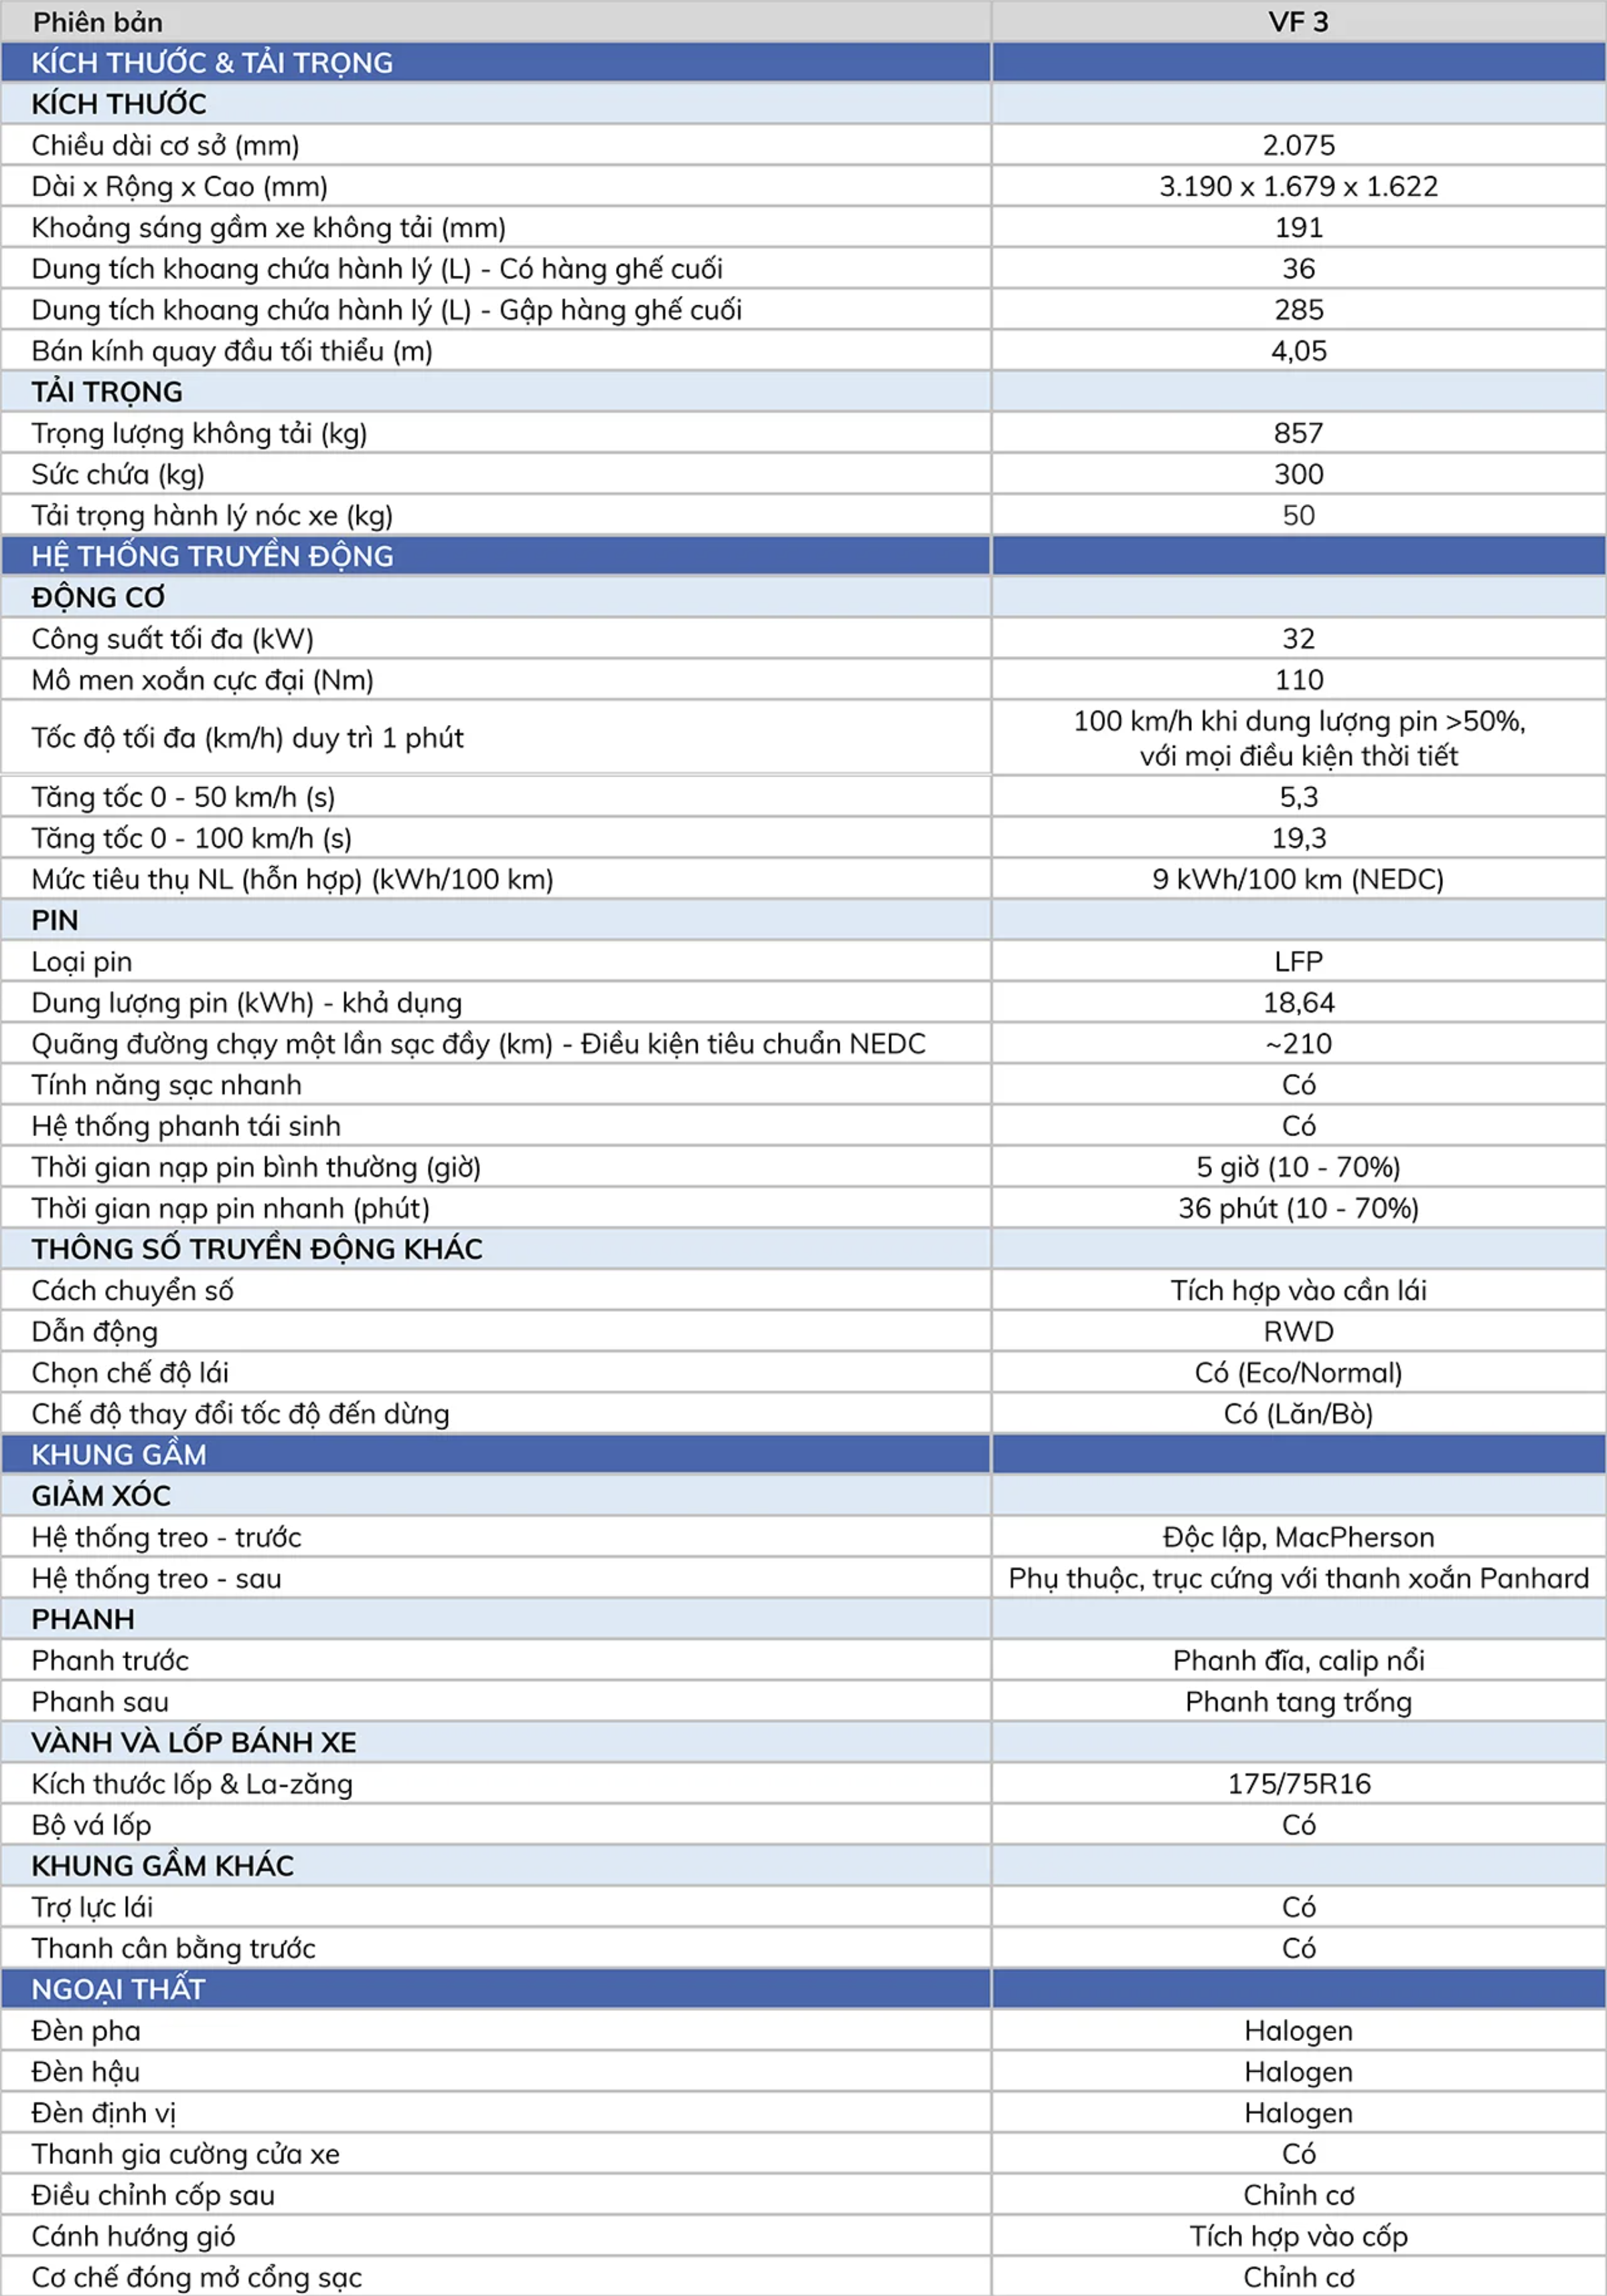 Phiên bản VF 3
KÍCH THƯỚC & TẢI TRỌNG
KÍCH THƯỚC
Chiều dài cơ sở (mm) 2.075
Dài x Rộng x Cao (mm) 3.190 x 1.679 x 1.622
Khoảng sáng gầm xe không tải (mm) 191
Dung tích khoang chứa hành lý (L) - Có hàng ghế cuối 36
Dung tích khoang chứa hành lý (L) - Gập hàng ghế cuối 285
Bán kính quay đầu tối thiểu (m) 4,05
TẢI TRỌNG
Trọng lượng không tải (kg) 857
Sức chứa (kg) 300
Tải trọng hành lý nóc xe (kg) 50
HỆ THỐNG TRUYỀN ĐỘNG
ĐỘNG CƠ
Công suất tối đa (kW) 32
Mô men xoắn cực đại (Nm) 110
Tốc độ tối đa (km/h) duy trì 1 phút 100 km/h khi dung lượng pin >50%,
với mọi điều kiện thời tiết
Tăng tốc 0 - 50 km/h (s) 5,3
Tăng tốc 0 - 100 km/h (s) 19,3
Mức tiêu thụ NL (hỗn hợp) (kWh/100 km) 9 kWh/100 km (NEDC)
PIN
Loại pin LFP
Dung lượng pin (kWh) - khả dụng 18,64
Quãng đường chạy một lần sạc đầy (km) - Điều kiện tiêu chuẩn NEDC ~210
Tính năng sạc nhanh Có
Hệ thống phanh tái sinh Có
Thời gian nạp pin bình thường (giờ) 5 giờ (10 - 70%)
Thời gian nạp pin nhanh (phút) 36 phút (10 - 70%)
THÔNG SỐ TRUYỀN ĐỘNG KHÁC
Cách chuyển số Tích hợp vào cần lái
Dẫn động RWD
Chọn chế độ lái Có (Eco/Normal)
Chế độ thay đổi tốc độ đến dừng Có (Lăn/Bò)
KHUNG GẦM
GIẢM XÓC
Hệ thống treo - trước Độc lập, MacPherson
Hệ thống treo - sau Phụ thuộc, trục cứng với thanh xoắn Panhard
PHANH
Phanh trước Phanh đĩa, calip nổi
Phanh sau Phanh tang trống
VÀNH VÀ LỐP BÁNH XE
Kích thước lốp & La-zăng 175/75R16
Bộ vá lốp Có
KHUNG GẦM KHÁC
Trợ lực lái Có
Thanh cân bằng trước Có
NGOẠI THẤT
Đèn pha Halogen
Đèn hậu Halogen
Đèn định vị Halogen
Thanh gia cường cửa xe Có
Điều chỉnh cốp sau Chỉnh cơ
Cánh hướng gió Tích hợp vào cốp
Cơ chế đóng mở cổng sạc Chỉnh cơ